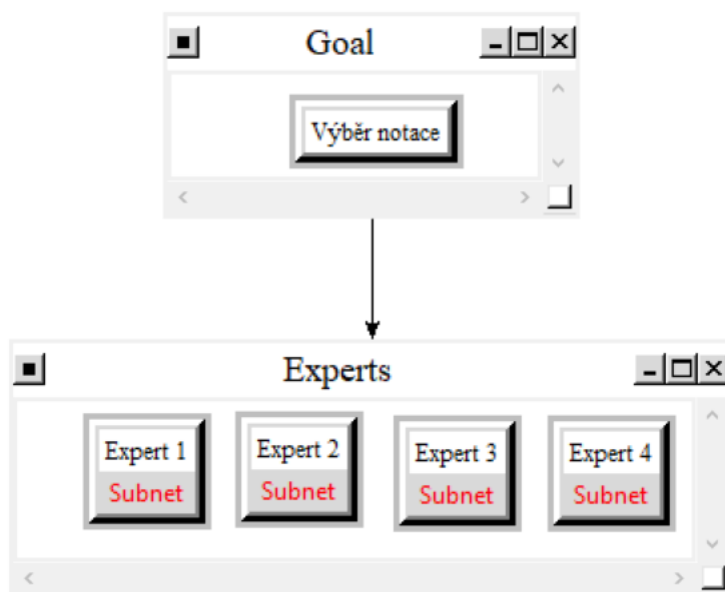 Goal
Výběr notace
Experts
Expert 1
Subnet
Expert 2
Subnet
Expert 3
Subnet
Expert 4
Subnet